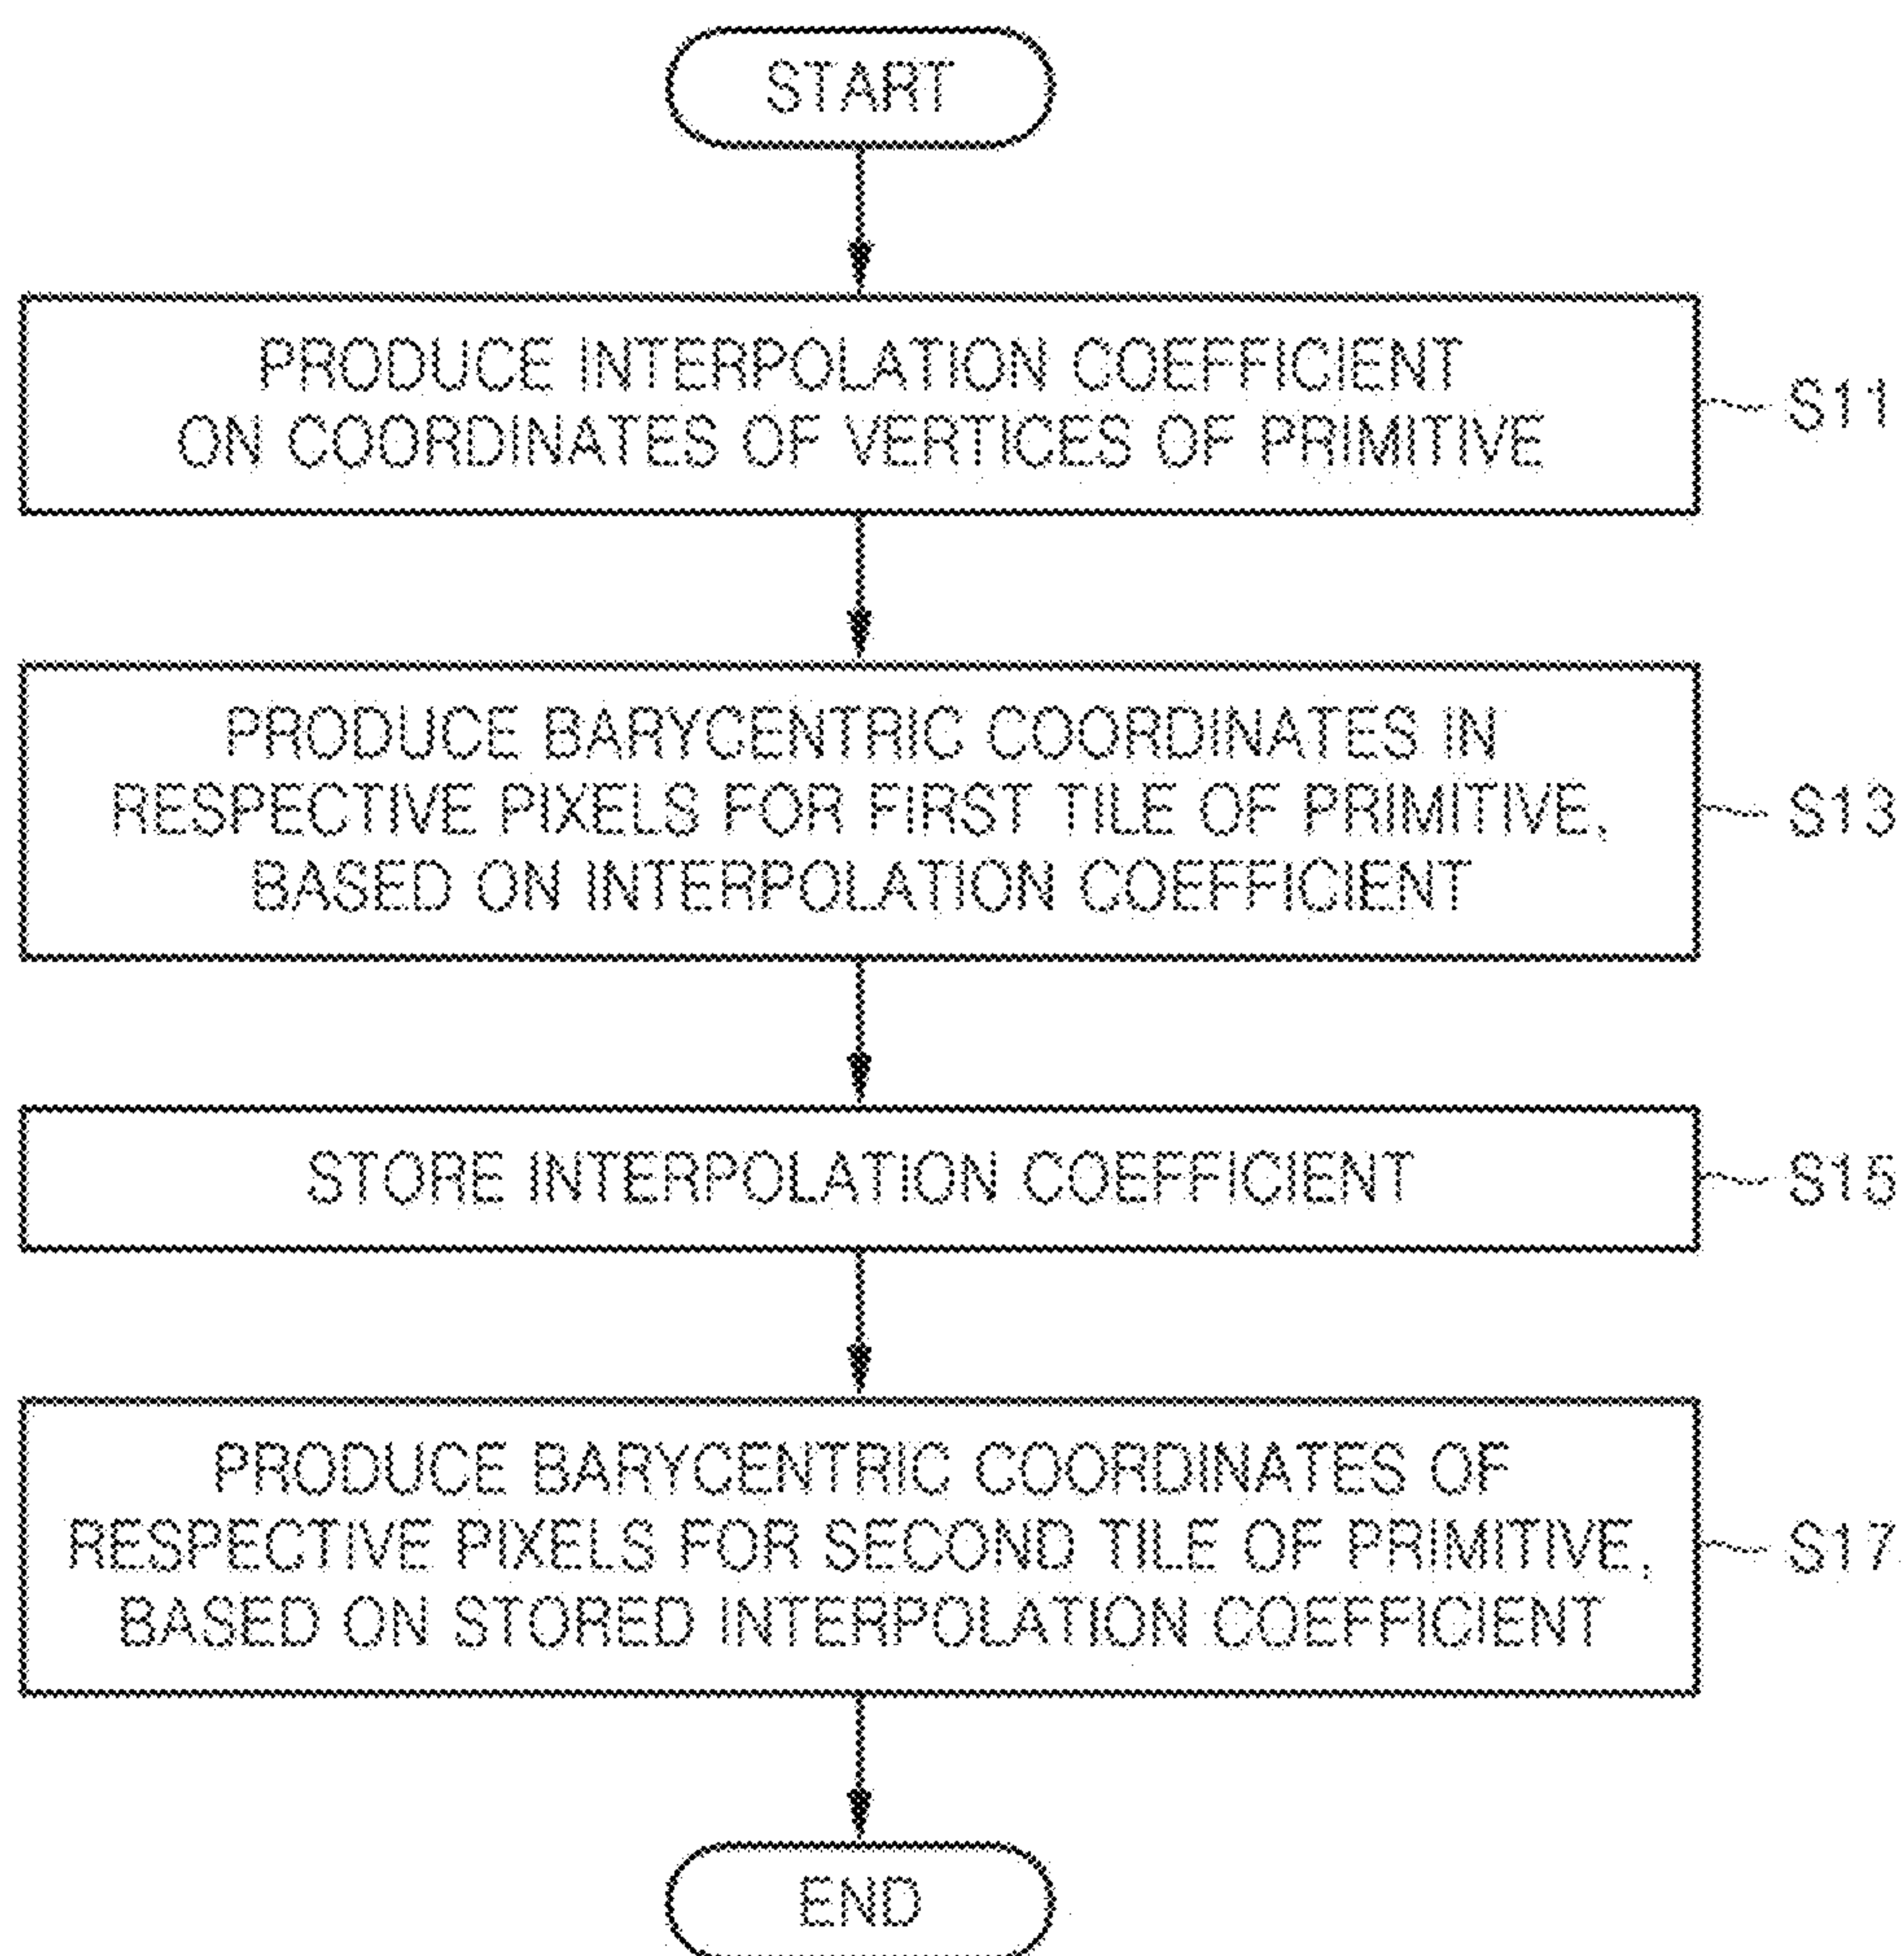 START
PRODUCE INTERPOLATION COEFFICIENT
ON COORDINATES OF VERTICES OF PRIMITIVE
S11
PRODUCE BARYCENTRIC COORDINATES IN
RESPECTIVE PIXELS FOR FIRST TILE OF PRIMITIVE,
BASED ON INTERPOLATION COEFFICIENT
S13
STORE INTERPOLATION COEFFICIENT
S15
PRODUCE BARYCENTRIC COORDINATES OF
RESPECTIVE PIXELS FOR SECOND TILE OF PRIMITIVE,
BASED ON STORED INTERPOLATION COEFFICIENT
S17
END